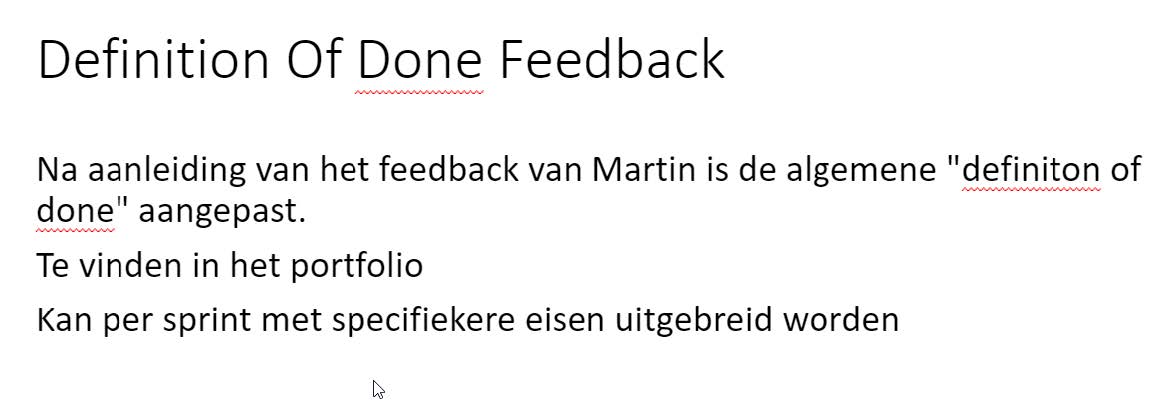 Definition Of Done Feedback
Na aanleiding van het feedback van Martin is de algemene "definiton of
done" aangepast.
Te vinden in het portfolio
Kan per sprint met specifiekere eisen uitgebreid worden